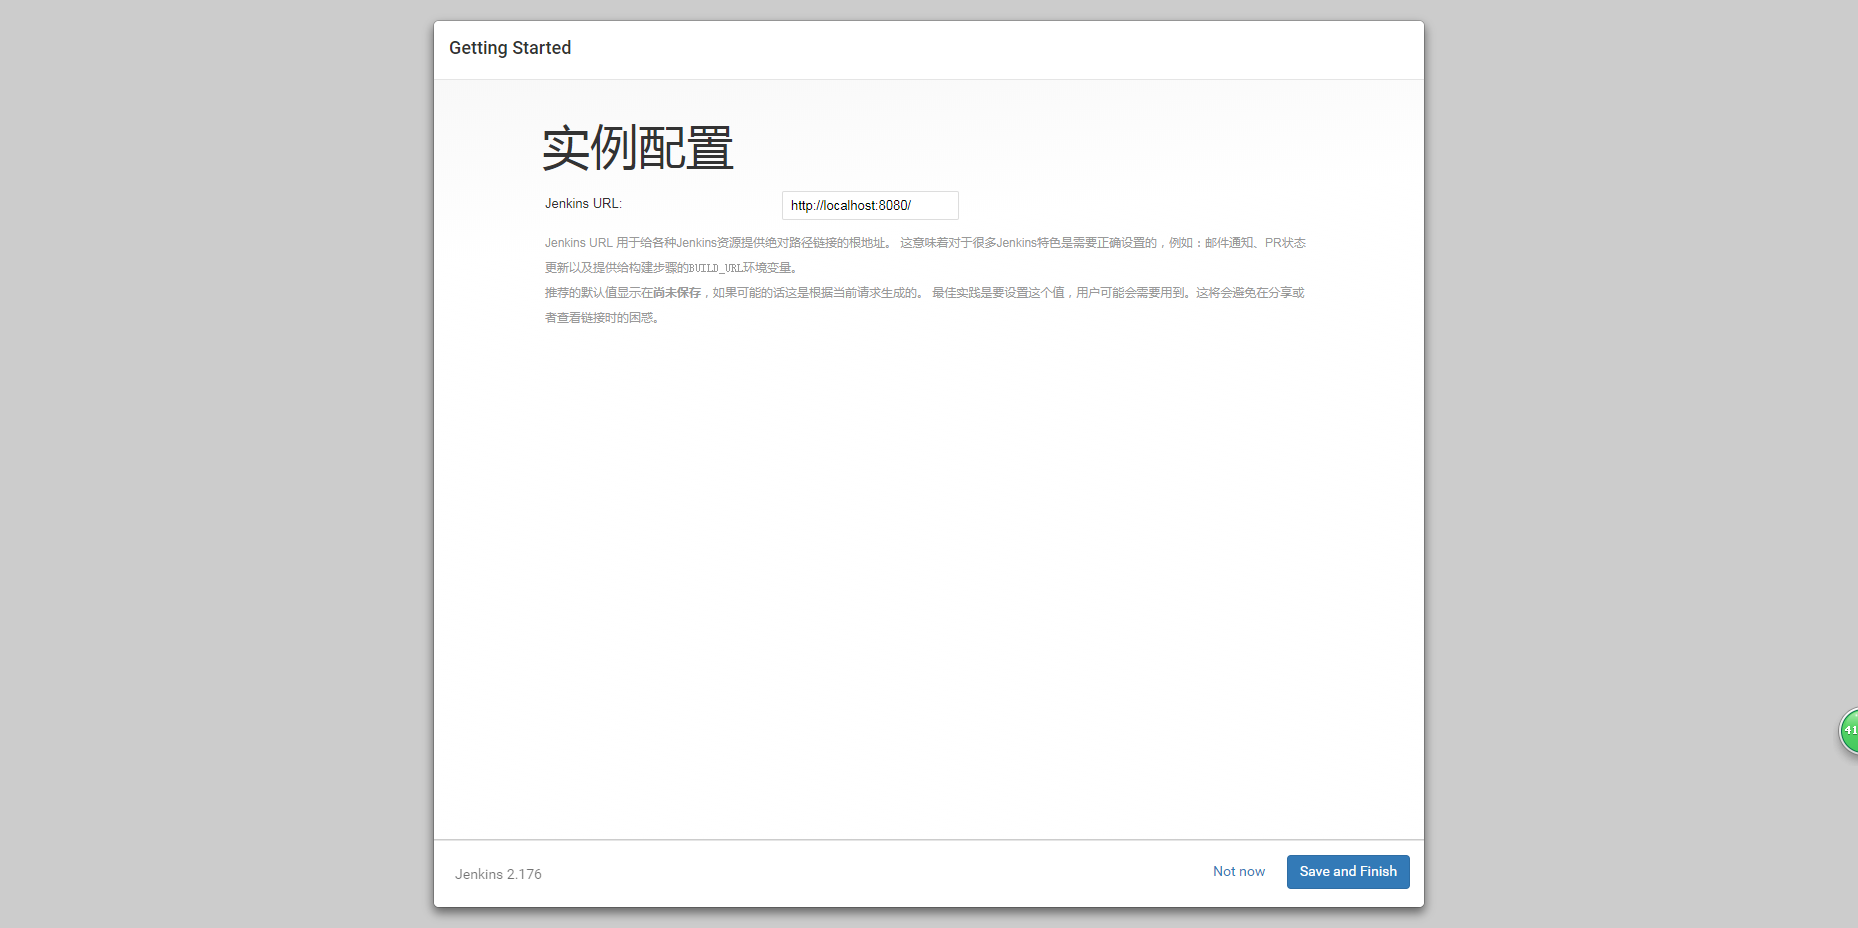 Getting Started
实例配置
Jenkins URL:
http://localhost:8080/
Jenkins URL 用于给各种Jenkins资源提供绝对路径链接的根地址。 这意味着对于很多Jenkins特色是需要正确设置的，例如：邮件通知、PR状态
更新以及提供给构建步骤的BUILD_URL环境变量。
推荐的默认值显示在尚未保存，如果可能的话这是根据当前请求生成的。 最佳实践是要设置这个值，用户可能会需要用到。这将会避免在分享或
者查看链接时的困惑。
41
Jenkins 2.176
Not now
Save and Finish